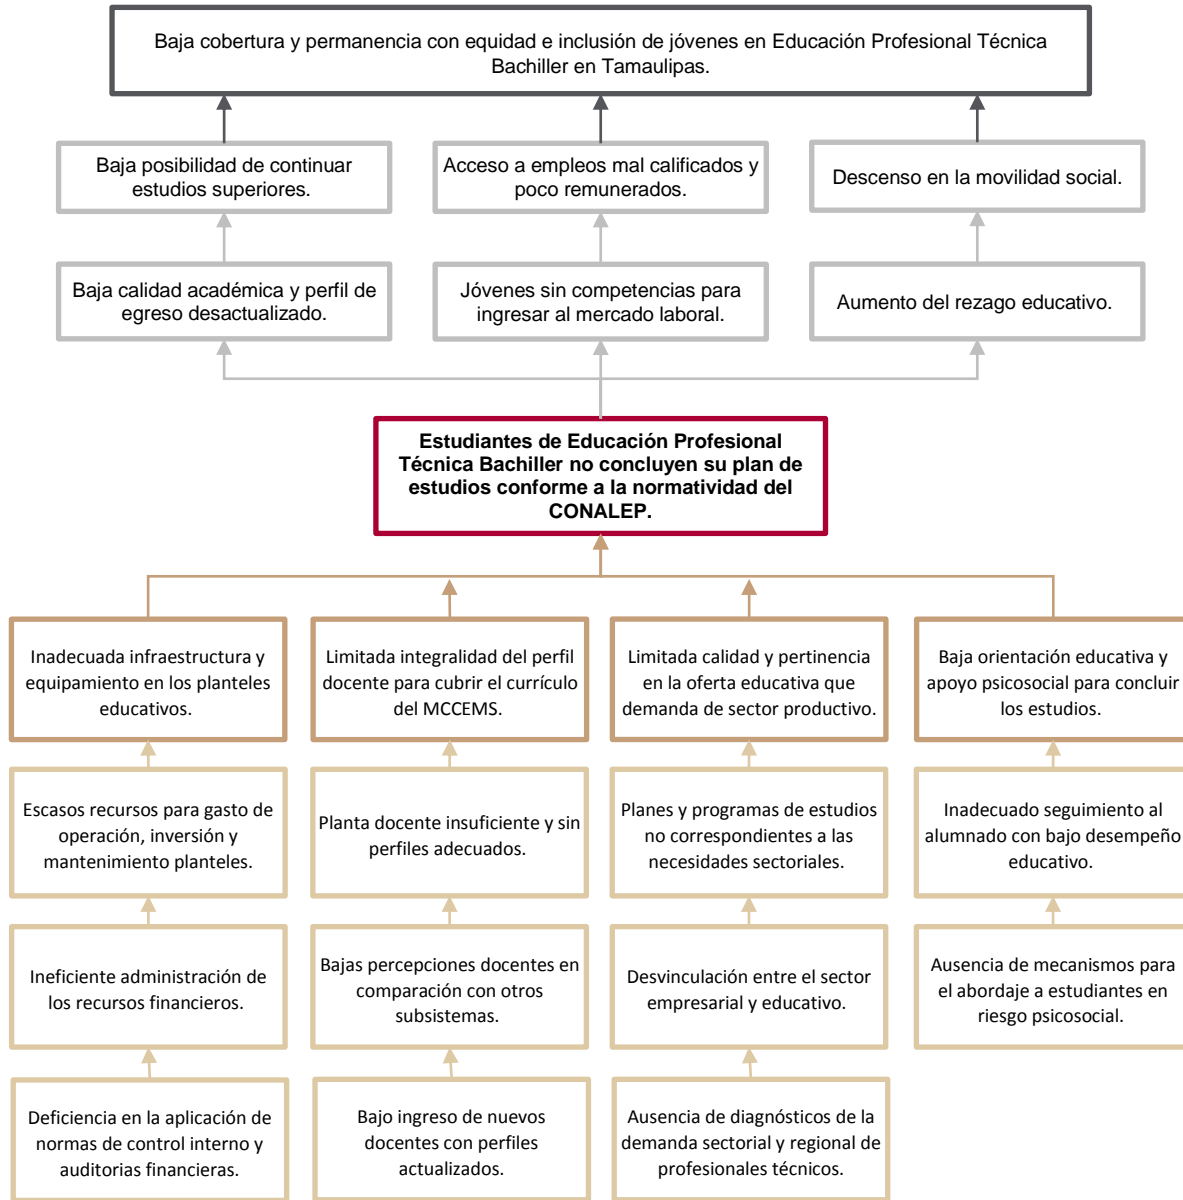 Baja cobertura y permanencia con equidad e inclusión de jóvenes en Educación Profesional Técnica
Bachiller en Tamaulipas.
Baja posibilidad de continuar
estudios superiores.
Acceso a empleos mal calificados y
poco remunerados.
Descenso en la movilidad social.
Baja calidad académica y perfil de
egreso desactualizado.
Jóvenes sin competencias para
ingresar al mercado laboral.
Aumento del rezago educativo.
Estudiantes de Educación Profesional
Técnica Bachiller no concluyen su plan de
estudios conforme a la normatividad del
CONALEP.
Inadecuada infraestructura y
equipamiento en los planteles
educativos.
Limitada integralidad del perfil
docente para cubrir el currículo
del MCCEMS.
Limitada calidad y pertinencia
en la oferta educativa que
demanda de sector productivo.
Baja orientación educativa y
apoyo psicosocial para concluir
los estudios.
Escasos recursos para gasto de
operación, inversión y
mantenimiento planteles.
Planta docente insuficiente y sin
perfiles adecuados.
Planes y programas de estudios
no correspondientes a las
necesidades sectoriales.
Inadecuado seguimiento al
alumnado con bajo desempeño
educativo.
Ineficiente administración de
los recursos financieros.
Bajas percepciones docentes en
comparación con otros
subsistemas.
Desvinculación entre el sector
empresarial y educativo.
Ausencia de mecanismos para
el abordaje a estudiantes en
riesgo psicosocial.
Deficiencia en la aplicación de
normas de control interno y
auditorias financieras.
Bajo ingreso de nuevos
docentes con perfiles
actualizados.
Ausencia de diagnósticos de la
demanda sectorial y regional de
profesionales técnicos.